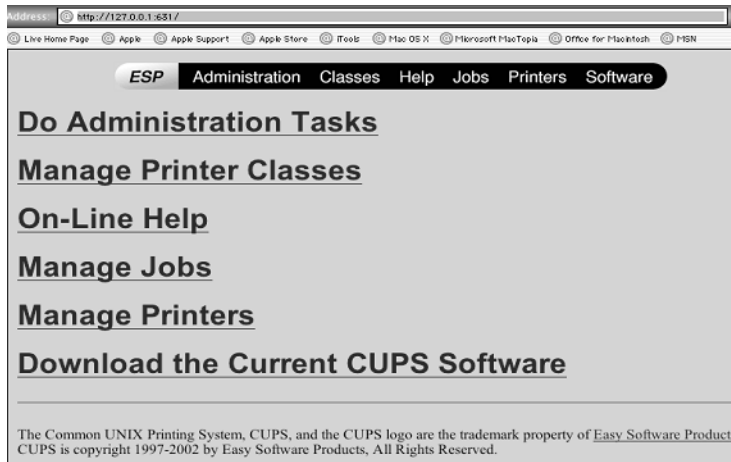 Address: http://127.0.0.1:631/
Live Home Page Apple Apple Support Apple Store iTools Mac OS X Microsoft MacTopia Office for Macintosh MSN
ESP Administration Classes Help Jobs Printers Software
Do Administration Tasks
Manage Printer Classes
On-Line Help
Manage Jobs
Manage Printers
Download the Current CUPS Software
The Common UNIX Printing System, CUPS, and the CUPS logo are the trademark property of Easy Software Product
CUPS is copyright 1997-2002 by Easy Software Products, All Rights Reserved.